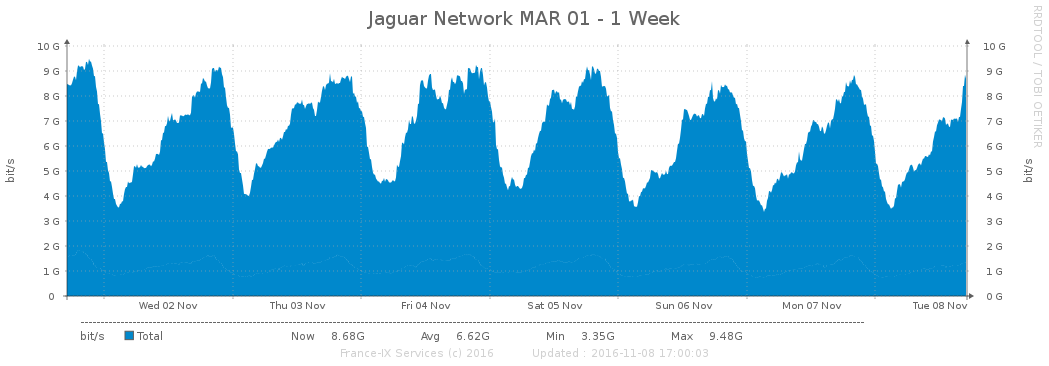 Jaguar Network MAR 01 - 1 Week
RRDTOOL / TOBI OETIKER
10 G 10 G
9 G 9 G
8 G 8 G
7 G 7 G
6 G 6 G
5 G 5 G
4 G 4 G
3 G 3 G
2 G 2 G
1 G 1 G
0 0 G
bit/s bit/s
Wed 02 Nov Thu 03 Nov Fri 04 Nov Sat 05 Nov Sun 06 Nov Mon 07 Nov Tue 08 Nov
bit/s Total Now 8.68G Avg 6.62G Min 3.35G Max 9.48G
France-IX Services (c) 2016 Updated : 2016-11-08 17:00:03